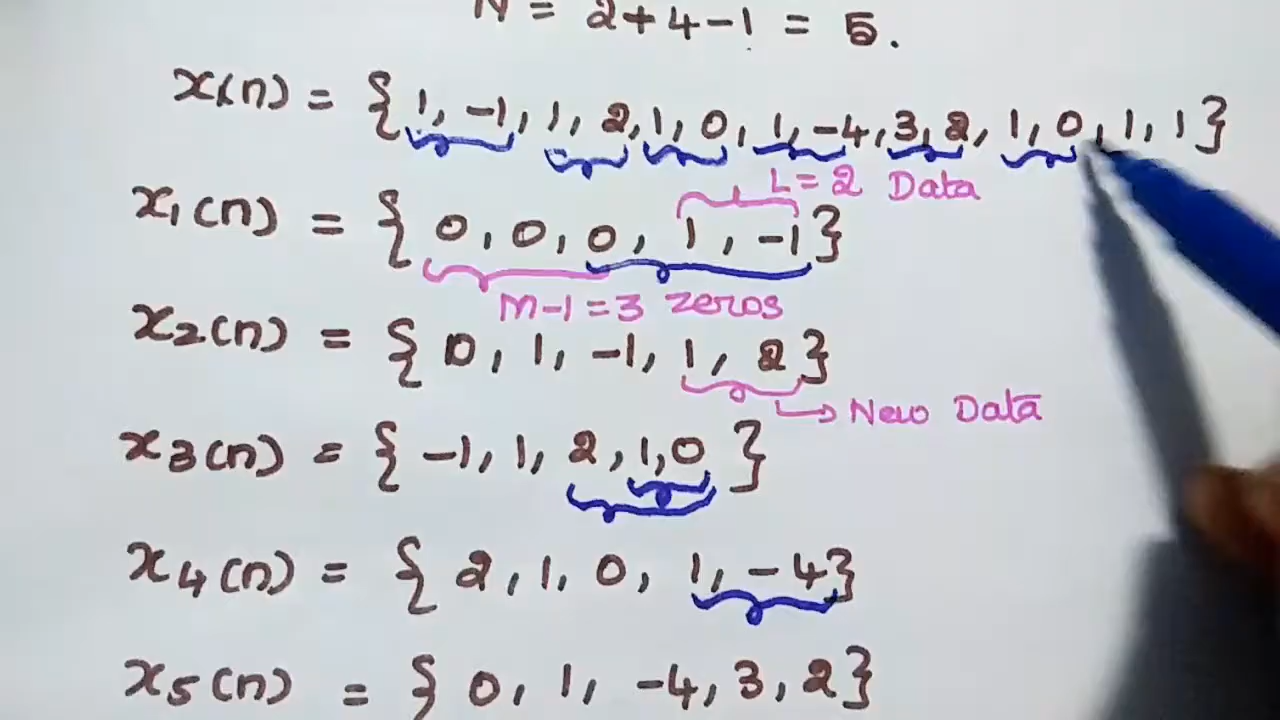 N = 2+4-1 = 5.
x(n) = {1, -1, 1, 2, 1, 0, 1, -4, 3, 2, 1, 0, 1, 1}
L = 2 Data
x1(n) = {0, 0, 0, 1, -1}
M-1 = 3 zeros
x2(n) = {0, 1, -1, 1, 2}
→ New Data
x3(n) = {-1, 1, 2, 1, 0}
x4(n) = {2, 1, 0, 1, -4}
x5(n) = {0, 1, -4, 3, 2}